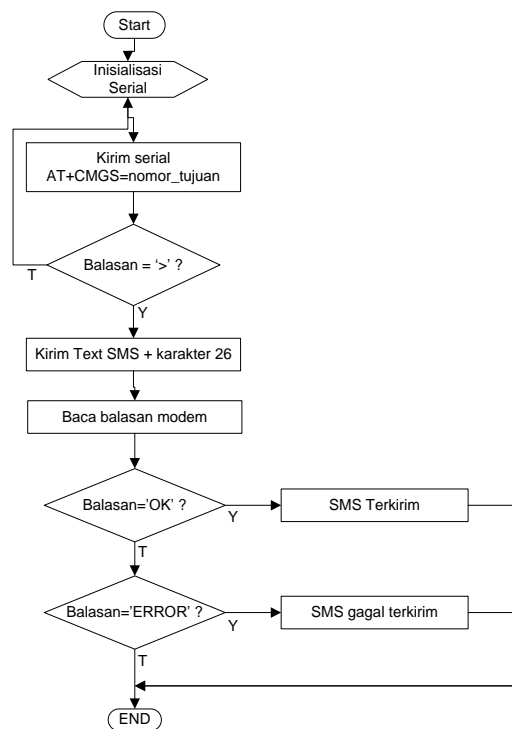 Start
Inisialisasi
Serial
Kirim serial
AT+CMGS=nomor_tujuan
Balasan = ‘>’ ?
T
Y
Kirim Text SMS + karakter 26
Baca balasan modem
Balasan=’OK’ ?
Y
SMS Terkirim
T
Balasan=’ERROR’ ?
Y
SMS gagal terkirim
T
END